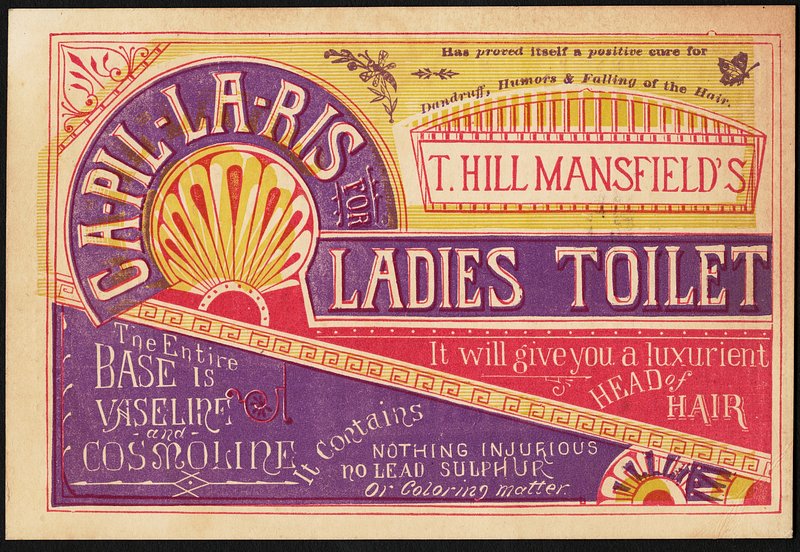 Has proved itself a positive cure for
Dandruff, Humors & Falling of the Hair.
T. HILL MANSFIELD'S
CA-PIL-LA-RIS
FOR
LADIES TOILET
It will give you a luxurient
HEAD of
HAIR
The Entire
BASE IS
VASELINE
-and-
COSMOLINE
It Contains
NOTHING INJURIOUS
NO LEAD SULPHUR
Or Coloring matter.